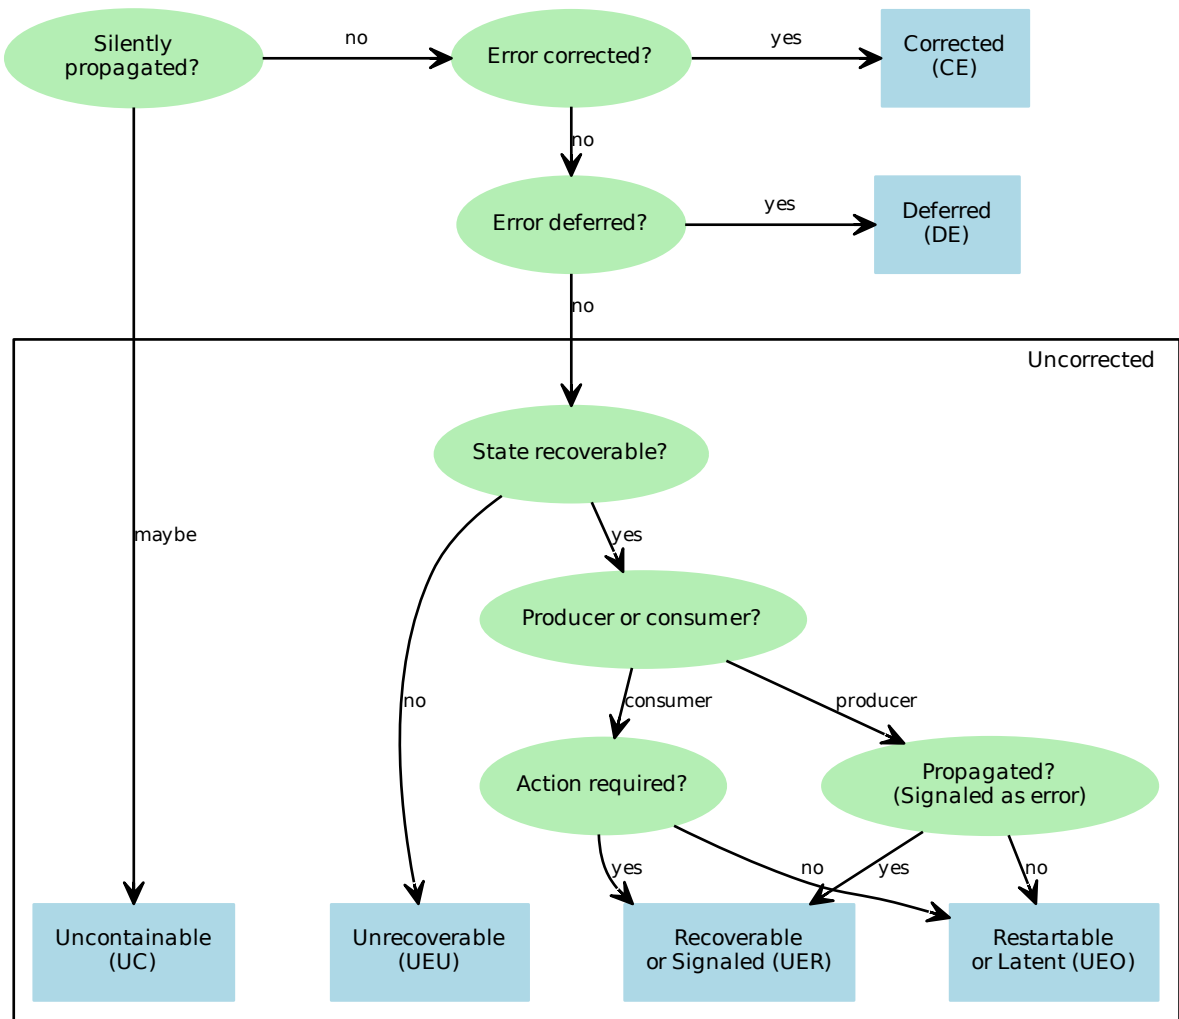 Silently
propagated?
no
Error corrected?
yes
Corrected
(CE)
no
Error deferred?
yes
Deferred
(DE)
no
Uncorrected
State recoverable?
maybe
yes
Producer or consumer?
no
consumer
producer
Action required?
Propagated?
(Signaled as error)
yes
no
yes
no
Uncontainable
(UC)
Unrecoverable
(UEU)
Recoverable
or Signaled (UER)
Restartable
or Latent (UEO)